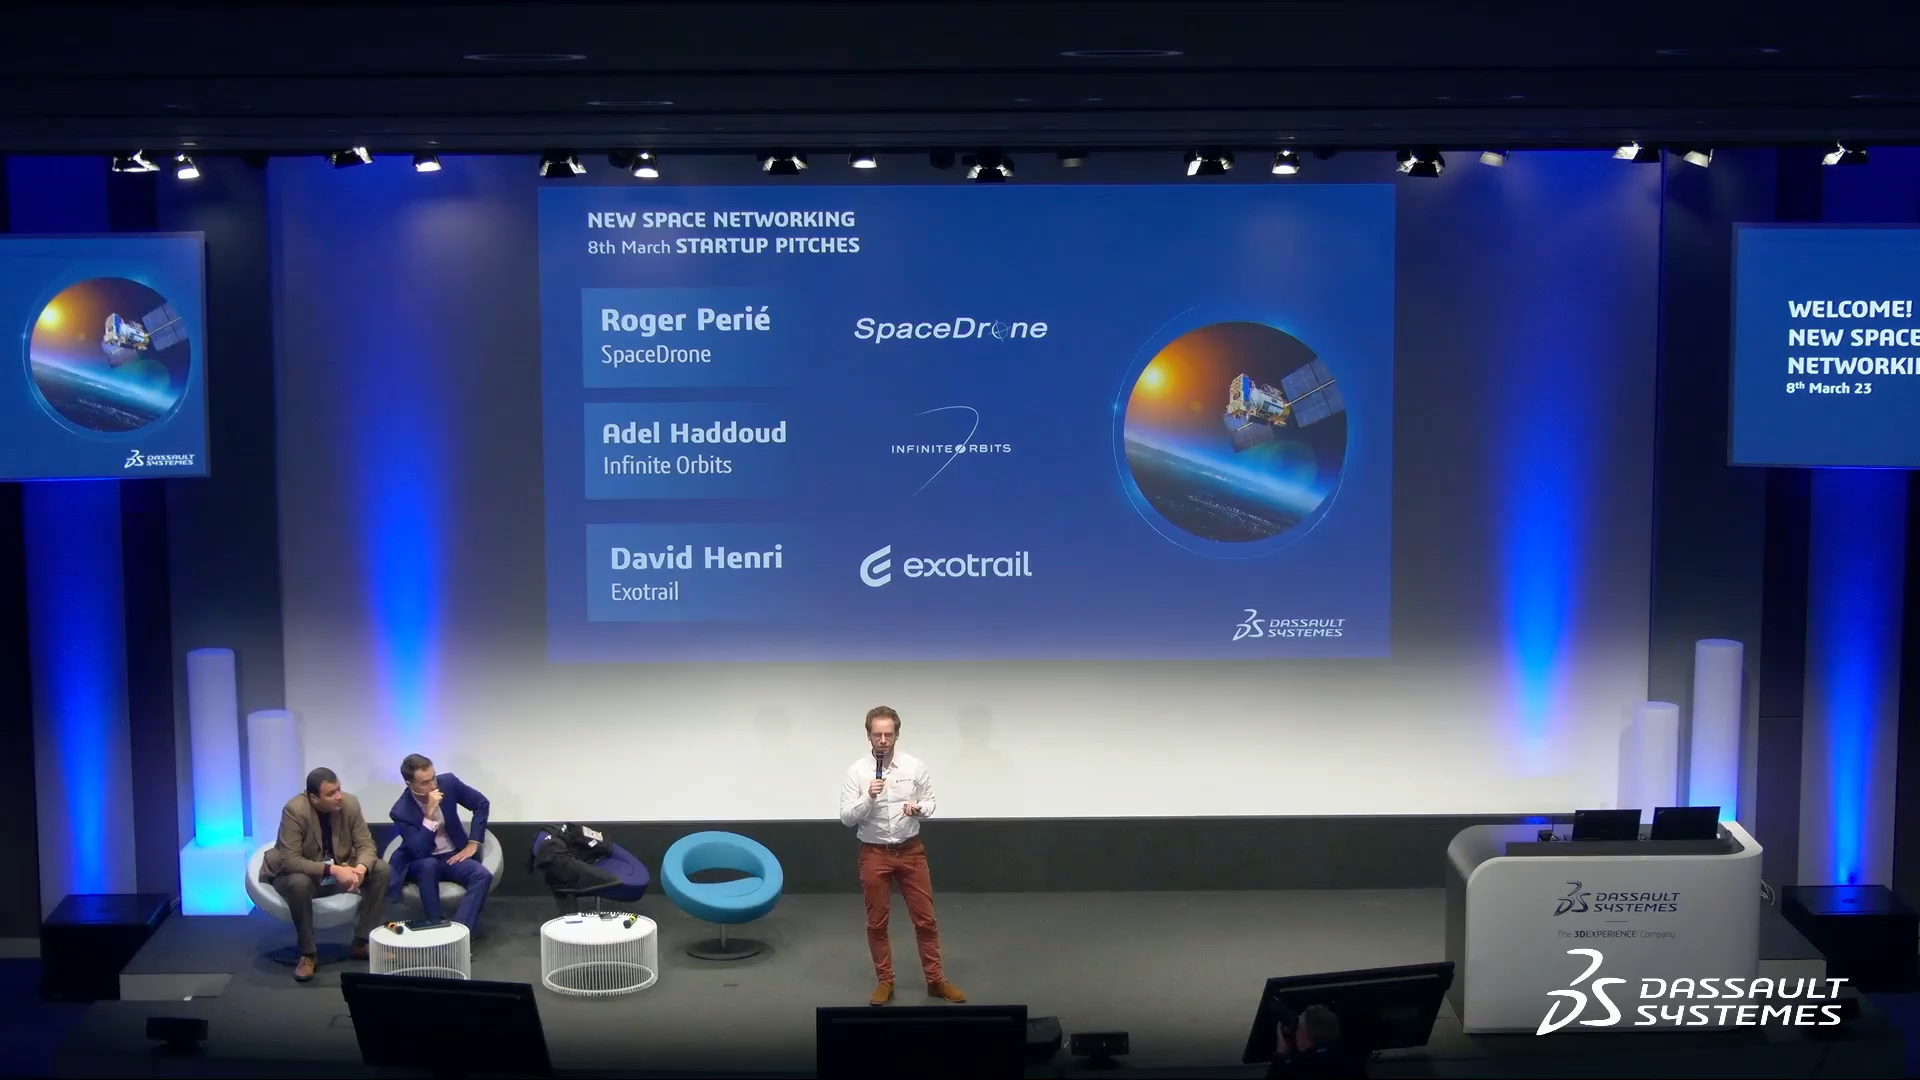 NEW SPACE NETWORKING
8th March STARTUP PITCHES
Roger Perié
SpaceDrone
SpaceDrone
Adel Haddoud
Infinite Orbits
INFINITE ORBITS
David Henri
Exotrail
exotrail
DASSAULT
SYSTEMES
DASSAULT
SYSTEMES
WELCOME!
NEW SPACE
NETWORKI
8th March 23
DASSAULT
SYSTEMES
The 3DEXPERIENCE Company
DASSAULT
SYSTEMES